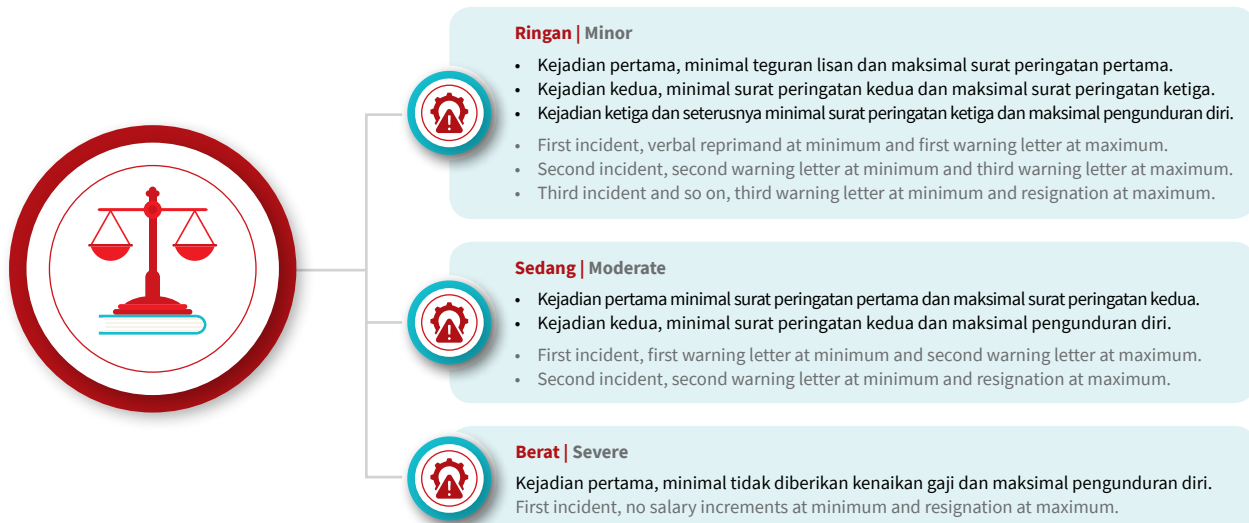 Ringan | Minor
• Kejadian pertama, minimal teguran lisan dan maksimal surat peringatan pertama.
• Kejadian kedua, minimal surat peringatan kedua dan maksimal surat peringatan ketiga.
• Kejadian ketiga dan seterusnya minimal surat peringatan ketiga dan maksimal pengunduran diri.
• First incident, verbal reprimand at minimum and first warning letter at maximum.
• Second incident, second warning letter at minimum and third warning letter at maximum.
• Third incident and so on, third warning letter at minimum and resignation at maximum.
Sedang | Moderate
• Kejadian pertama minimal surat peringatan pertama dan maksimal surat peringatan kedua.
• Kejadian kedua, minimal surat peringatan kedua dan maksimal pengunduran diri.
• First incident, first warning letter at minimum and second warning letter at maximum.
• Second incident, second warning letter at minimum and resignation at maximum.
Berat | Severe
Kejadian pertama, minimal tidak diberikan kenaikan gaji dan maksimal pengunduran diri.
First incident, no salary increments at minimum and resignation at maximum.